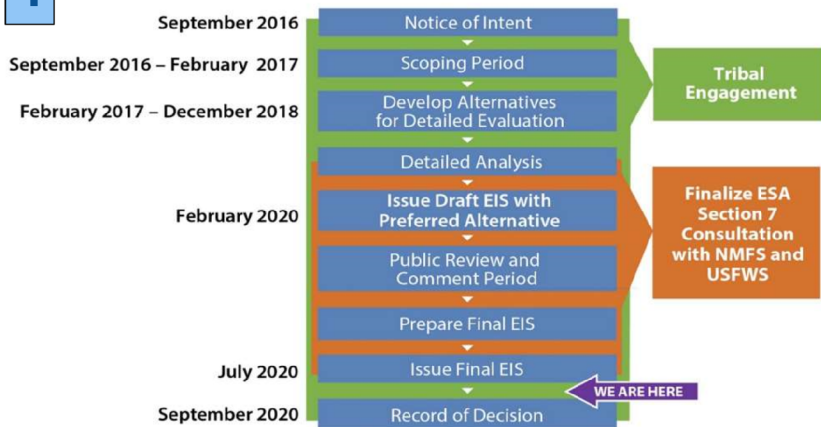 September 2016
Notice of Intent
September 2016 – February 2017
Scoping Period
Tribal
Engagement
February 2017 – December 2018
Develop Alternatives
for Detailed Evaluation
Detailed Analysis
February 2020
Issue Draft EIS with
Preferred Alternative
Finalize ESA
Section 7
Consultation
with NMFS and
USFWS
Public Review and
Comment Period
Prepare Final EIS
July 2020
Issue Final EIS
WE ARE HERE
September 2020
Record of Decision